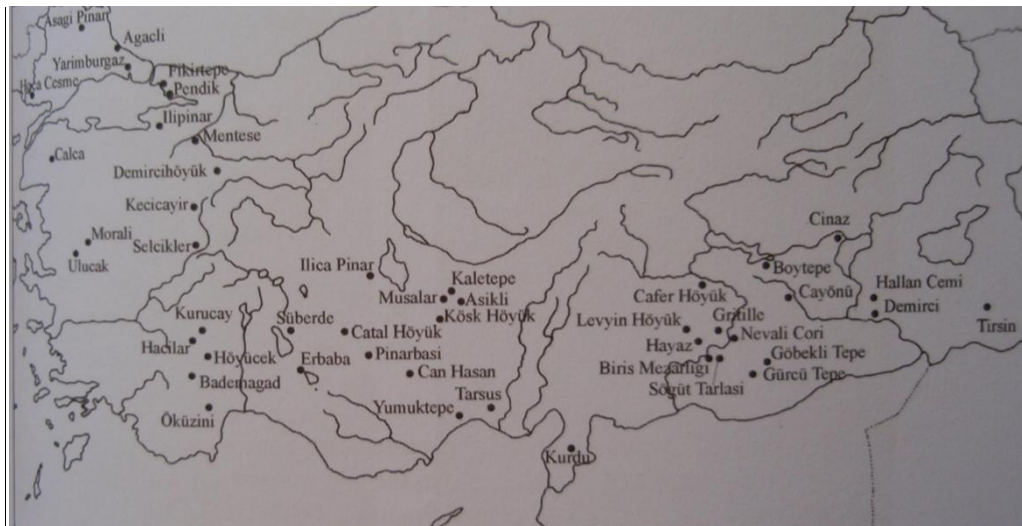 Asagi Pinar
Agacli
Yarimburgaz
Fikirtepe
Hoca Cesme
Pendik
Ilipinar
Mentese
Calca
Demircihöyük
Kecicayir
Morali
Selcikler
Ulucak
Cinaz
Ilica Pinar
Kaletepe
Boytepe
Musalar
Asikli
Cafer Höyük
Cayönü
Hallan Cemi
Kurucay
Süberde
Kösk Höyük
Levyin Höyük
Gritille
Demirci
Tirsin
Catal Höyük
Nevali Cori
Hacilar
Hayaz
Höyücek
Erbaba
Pinarbasi
Biris Mezarligi
Göbekli Tepe
Bademagad
Can Hasan
Gürcü Tepe
Sögüt Tarlasi
Öküzini
Yumuktepe
Tarsus
Kurdu